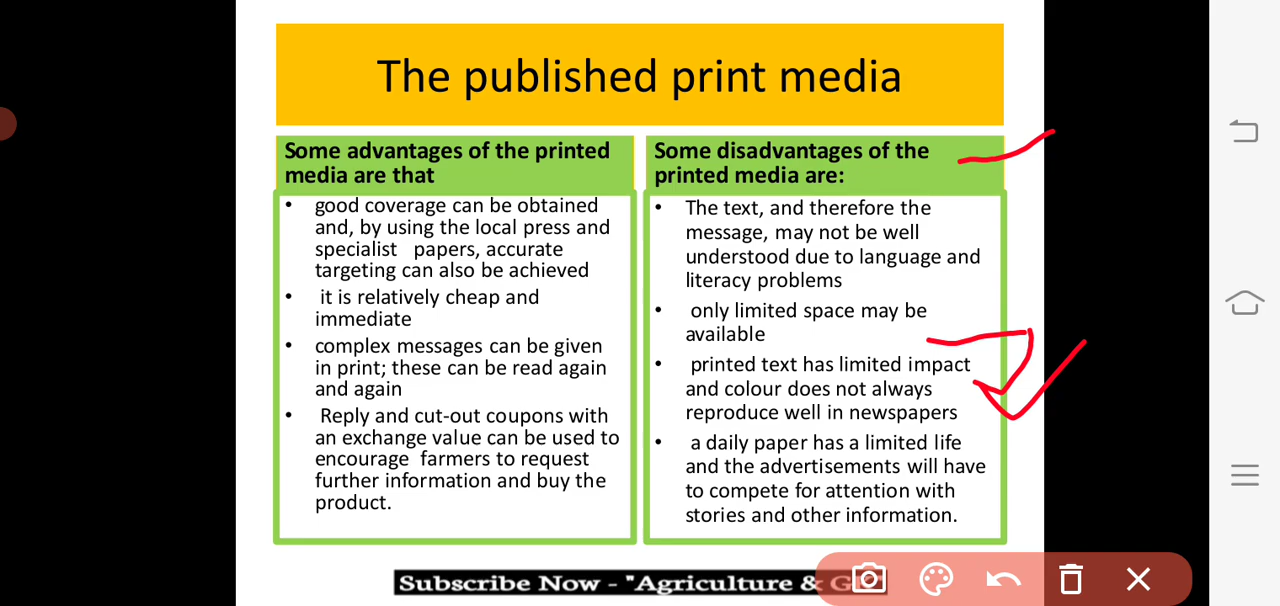 The published print media
Some advantages of the printed
media are that
• good coverage can be obtained
and, by using the local press and
specialist papers, accurate
targeting can also be achieved
• it is relatively cheap and
immediate
• complex messages can be given
in print; these can be read again
and again
• Reply and cut-out coupons with
an exchange value can be used to
encourage farmers to request
further information and buy the
product.
Some disadvantages of the
printed media are:
• The text, and therefore the
message, may not be well
understood due to language and
literacy problems
• only limited space may be
available
• printed text has limited impact
and colour does not always
reproduce well in newspapers
• a daily paper has a limited life
and the advertisements will have
to compete for attention with
stories and other information.
Subscribe Now - "Agriculture &